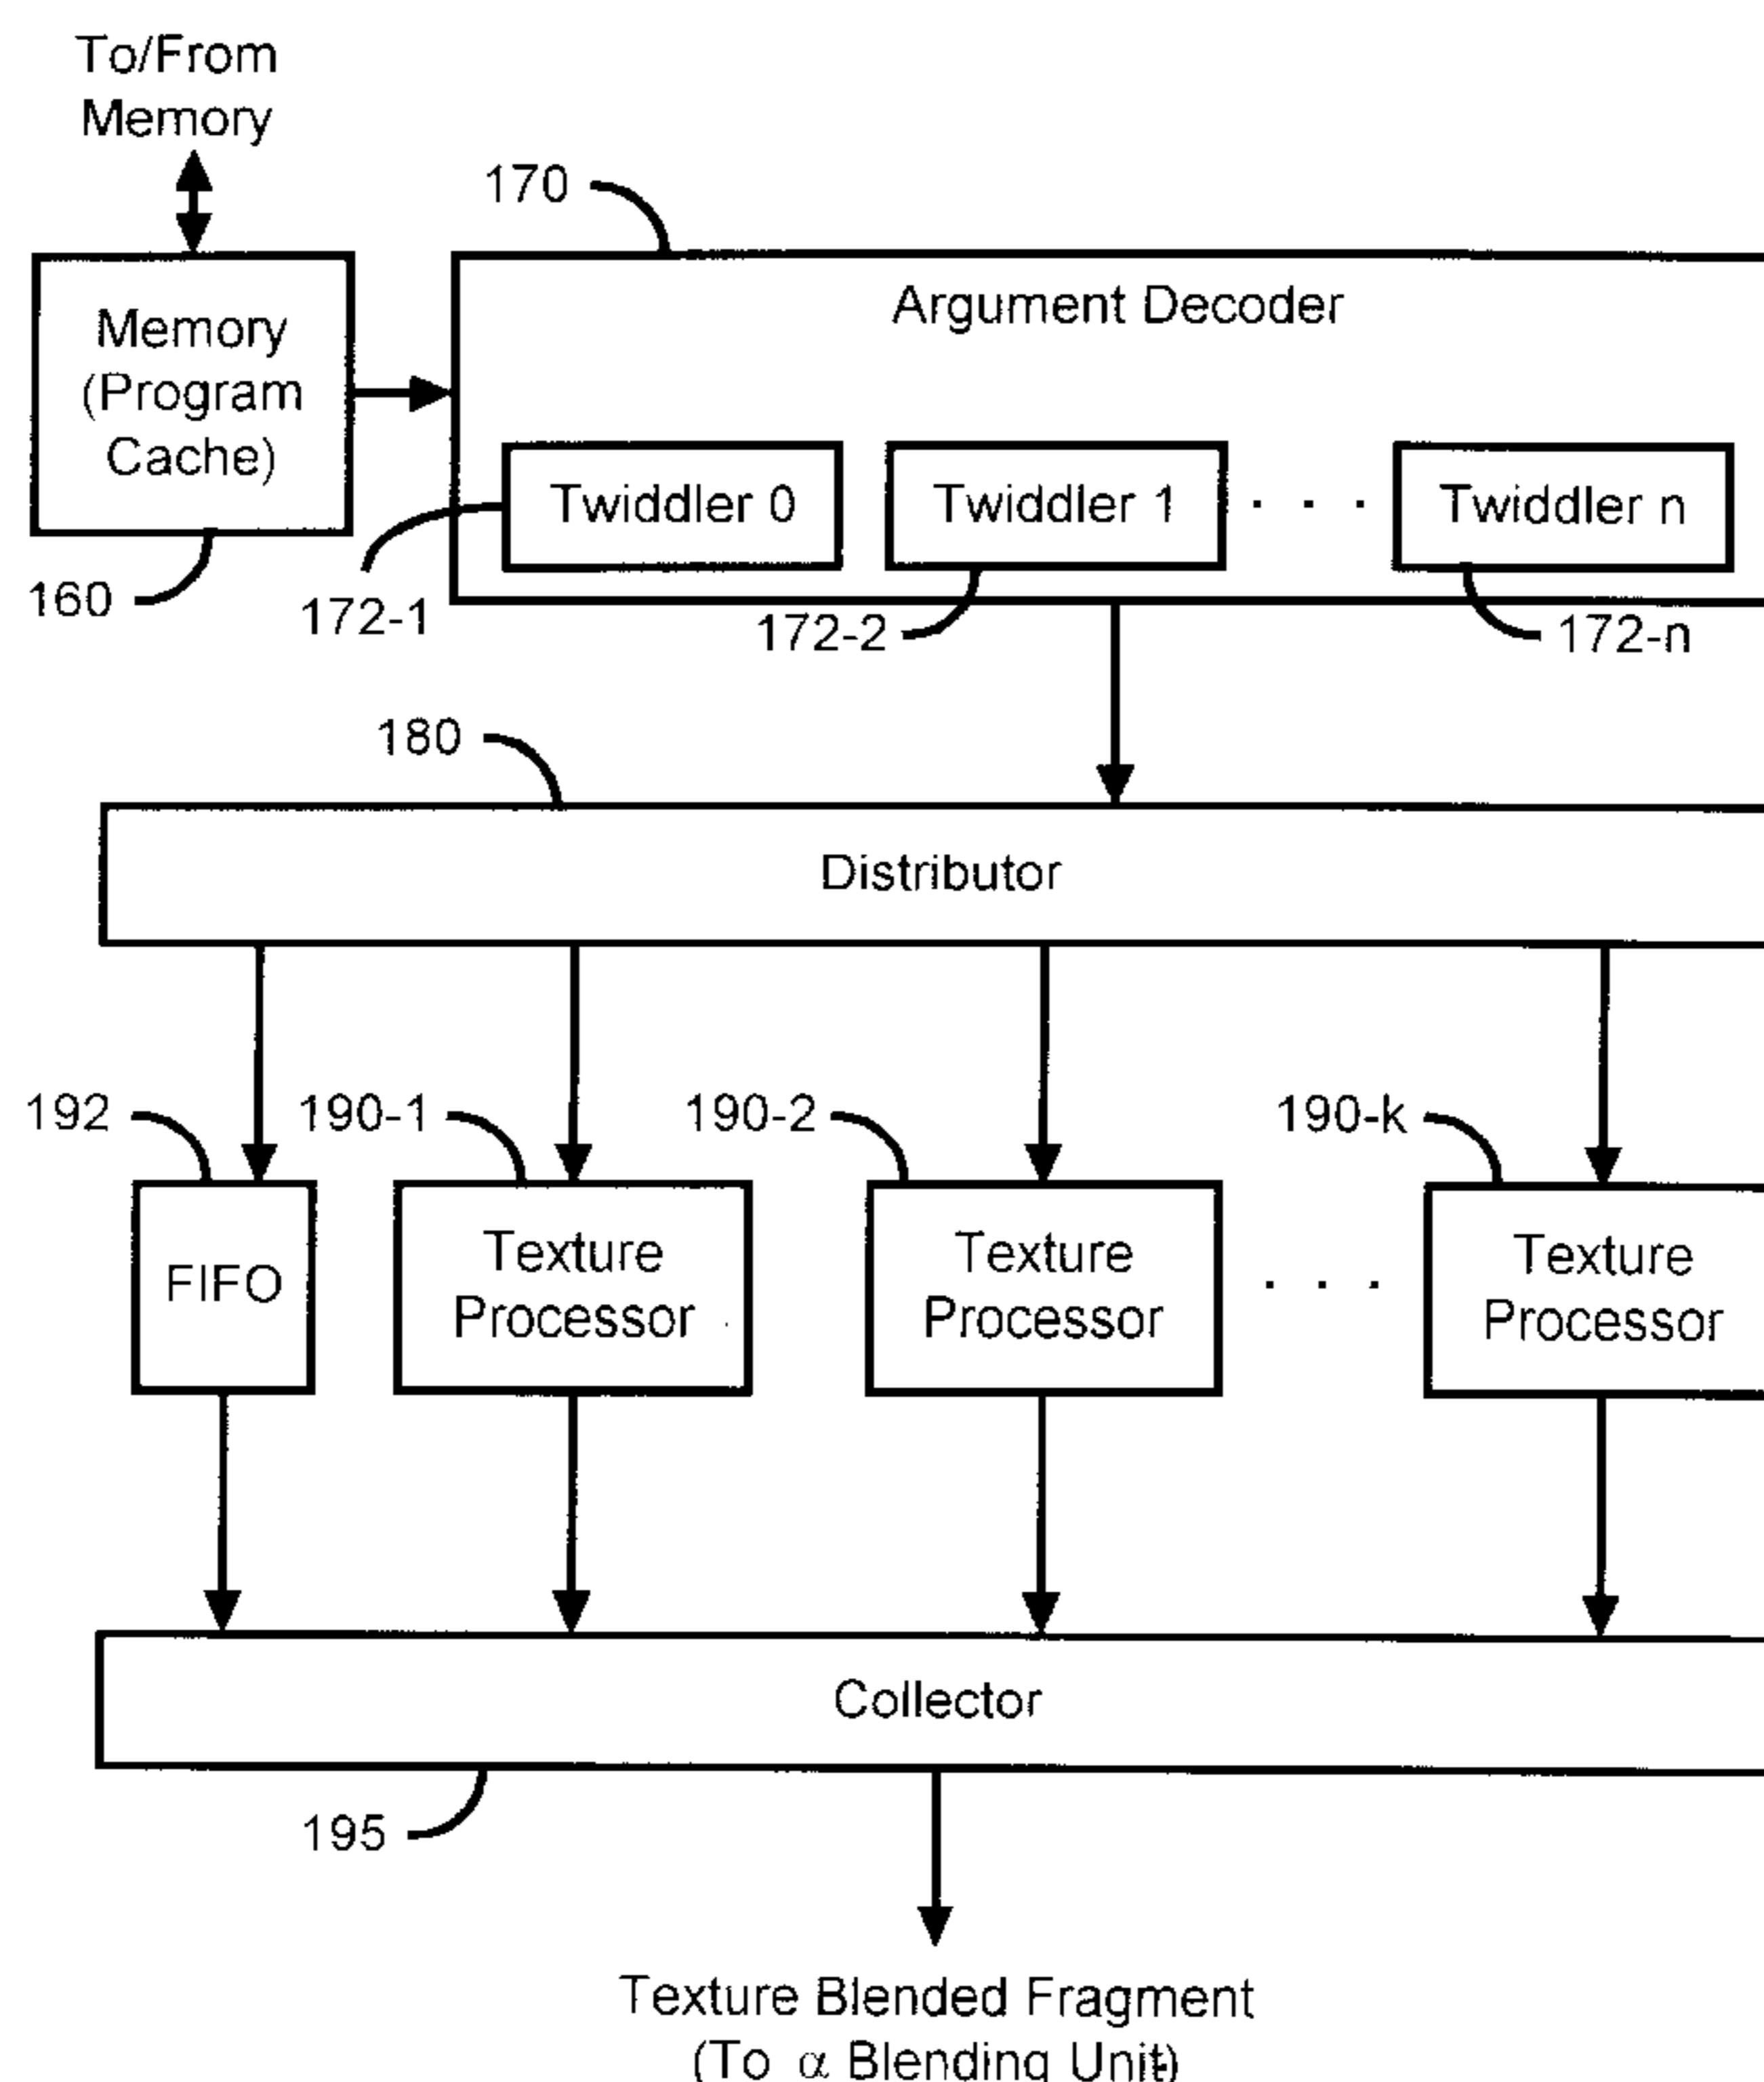 To/From
Memory
170
Argument Decoder
Memory
(Program
Cache)
Twiddler 0
Twiddler 1
. . .
Twiddler n
160
172-1
172-2
172-n
180
Distributor
192
190-1
190-2
190-k
FIFO
Texture
Processor
Texture
Processor
. . .
Texture
Processor
Collector
195
Texture Blended Fragment
(To α Blending Unit)